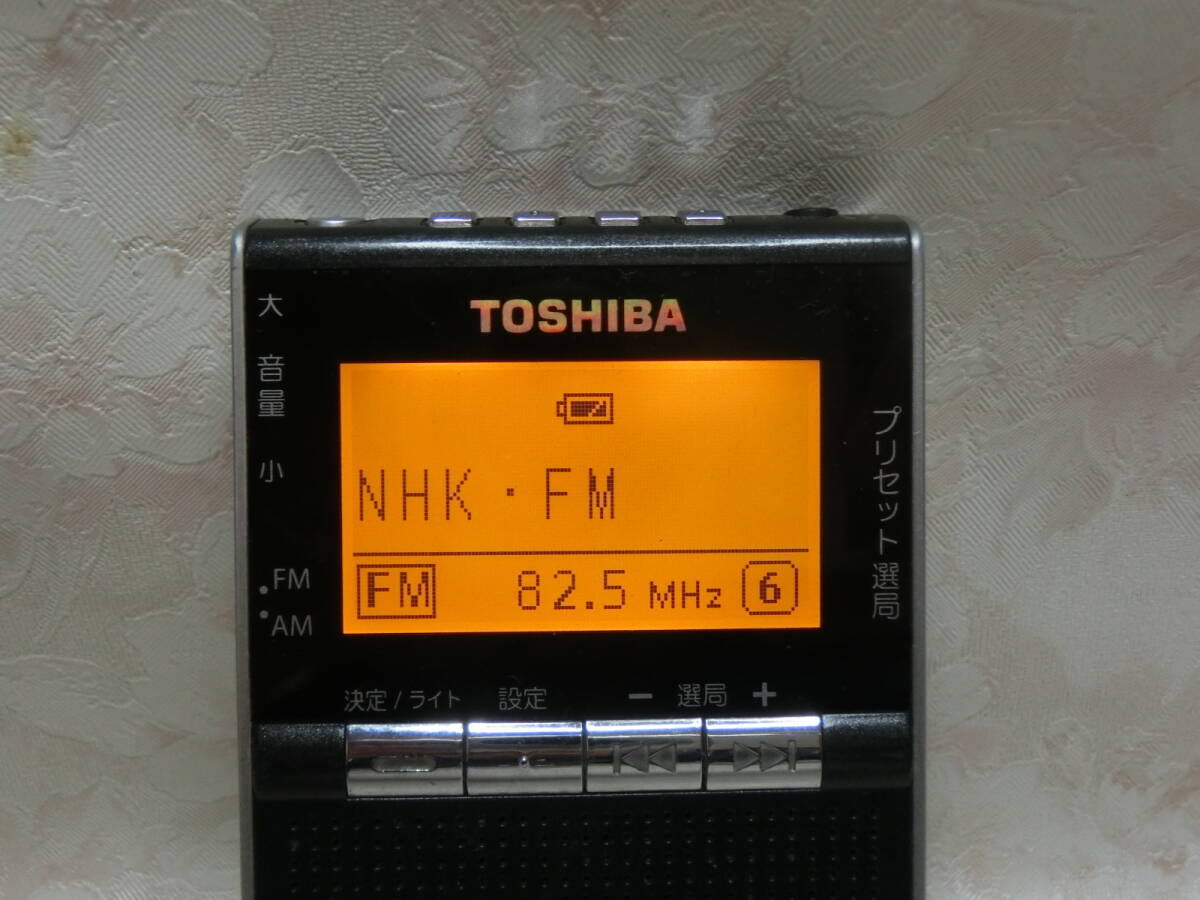 TOSHIBA
大
音量
小
NHK・FM
FM 82.5 MHz 6
FM
AM
プリセット選局
決定/ライト 設定 − 選局 +